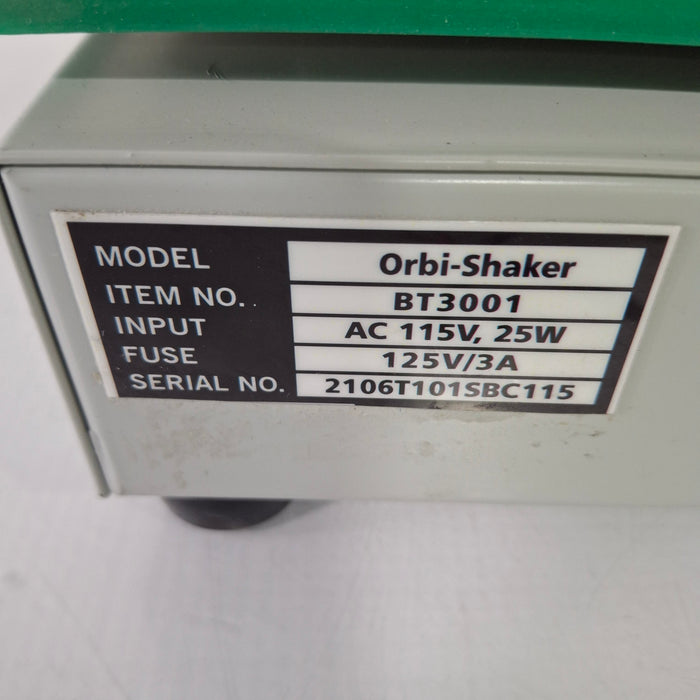 MODEL Orbi-Shaker
ITEM NO.. BT3001
INPUT AC 115V, 25W
FUSE 125V/3A
SERIAL NO. 2106T101SBC115